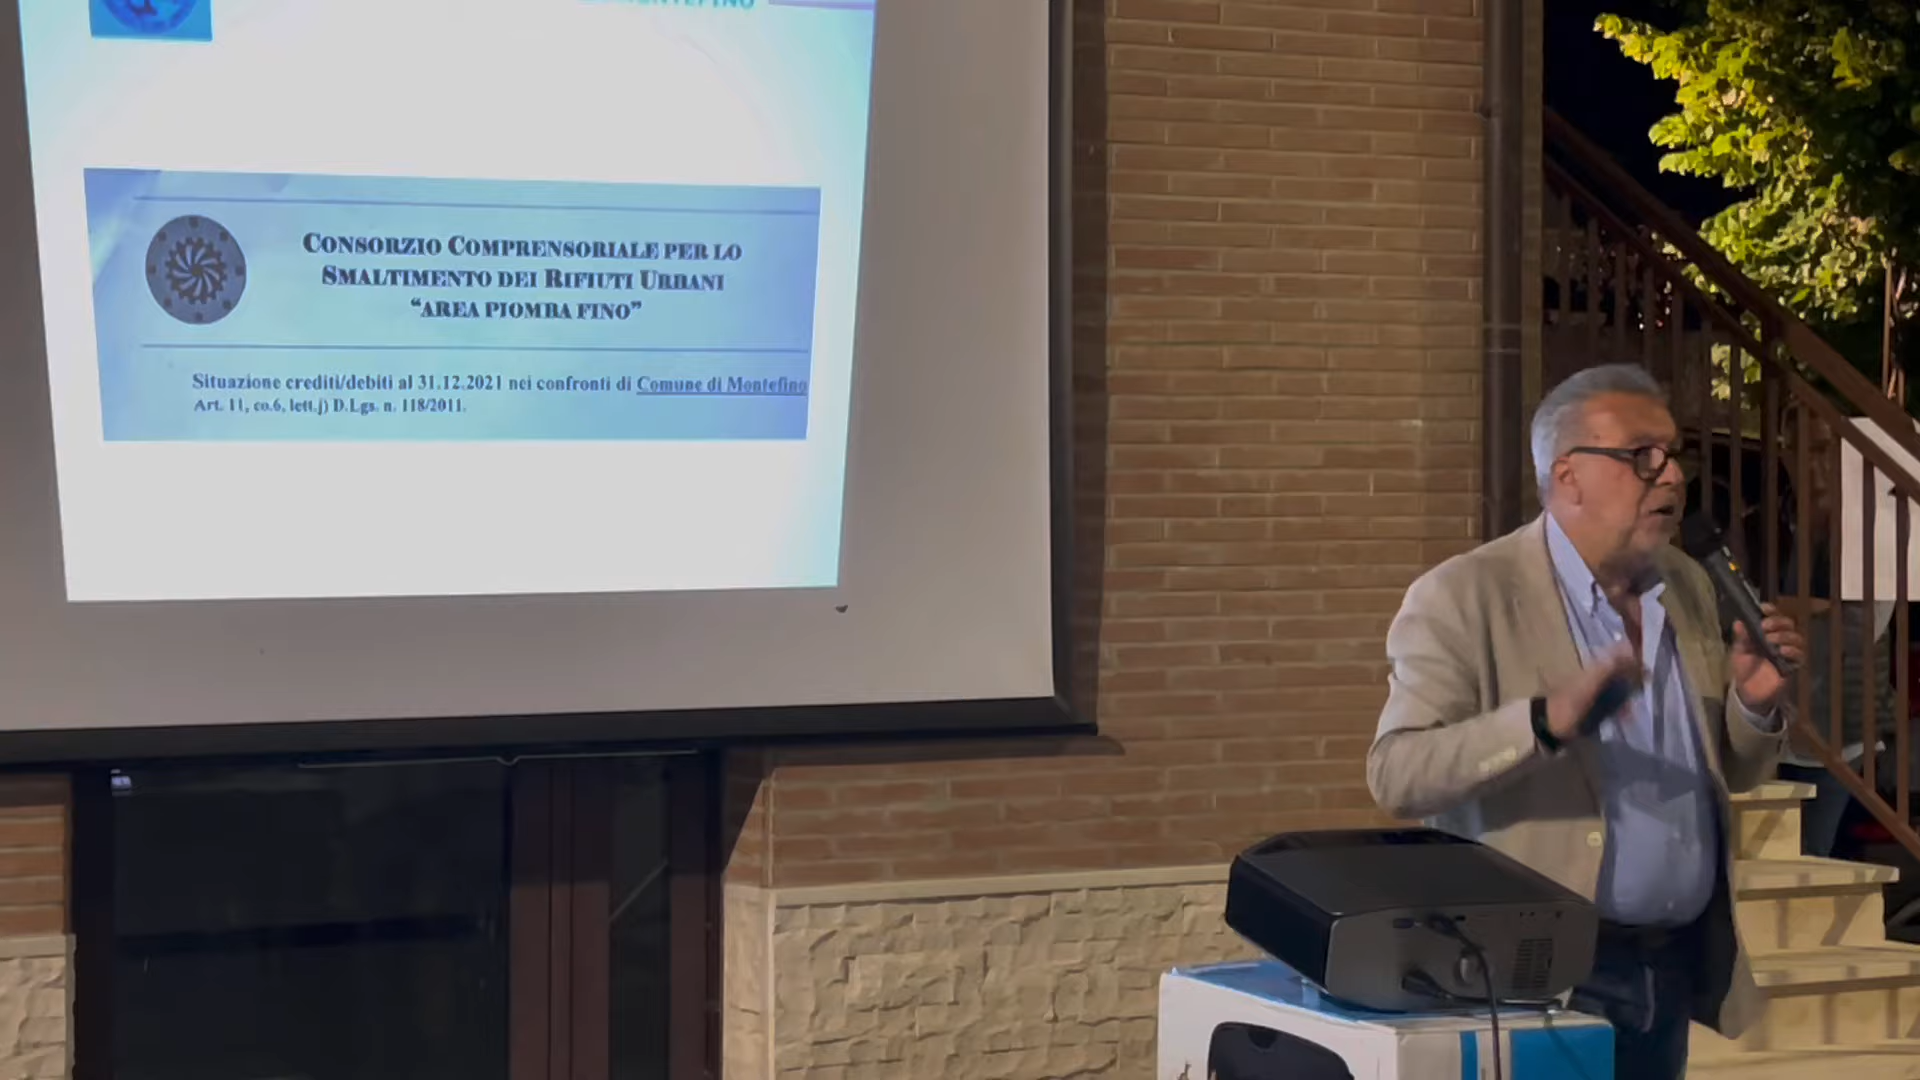 MONTEFINO
CONSORZIO COMPRENSORIALE PER LO
SMALTIMENTO DEI RIFIUTI URBANI
“AREA PIOMBA FINO”
Situazione crediti/debiti al 31.12.2021 nei confronti di Comune di Montefino
Art. 11, co.6, lett.j) D.Lgs. n. 118/2011.